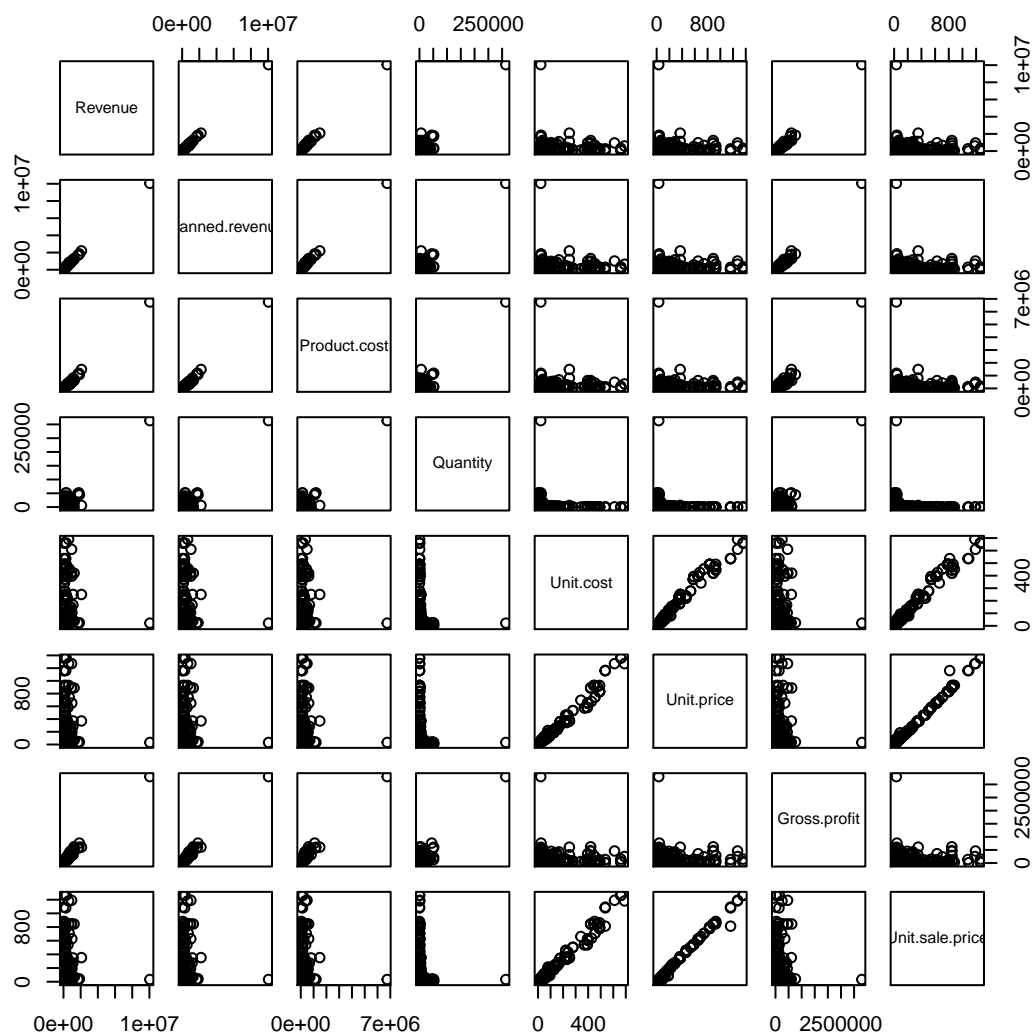 0e+00 1e+07
0 250000
0 800
0 800
Revenue
0e+00 1e+07
0e+00 1e+07
anned.revenu
Product.cost
0e+00 7e+06
0 250000
Quantity
Unit.cost
0 400
0 800
Unit.price
Gross.profit
0 2500000
0 800
Unit.sale.price
0e+00 1e+07
0e+00 7e+06
0 400
0 2500000